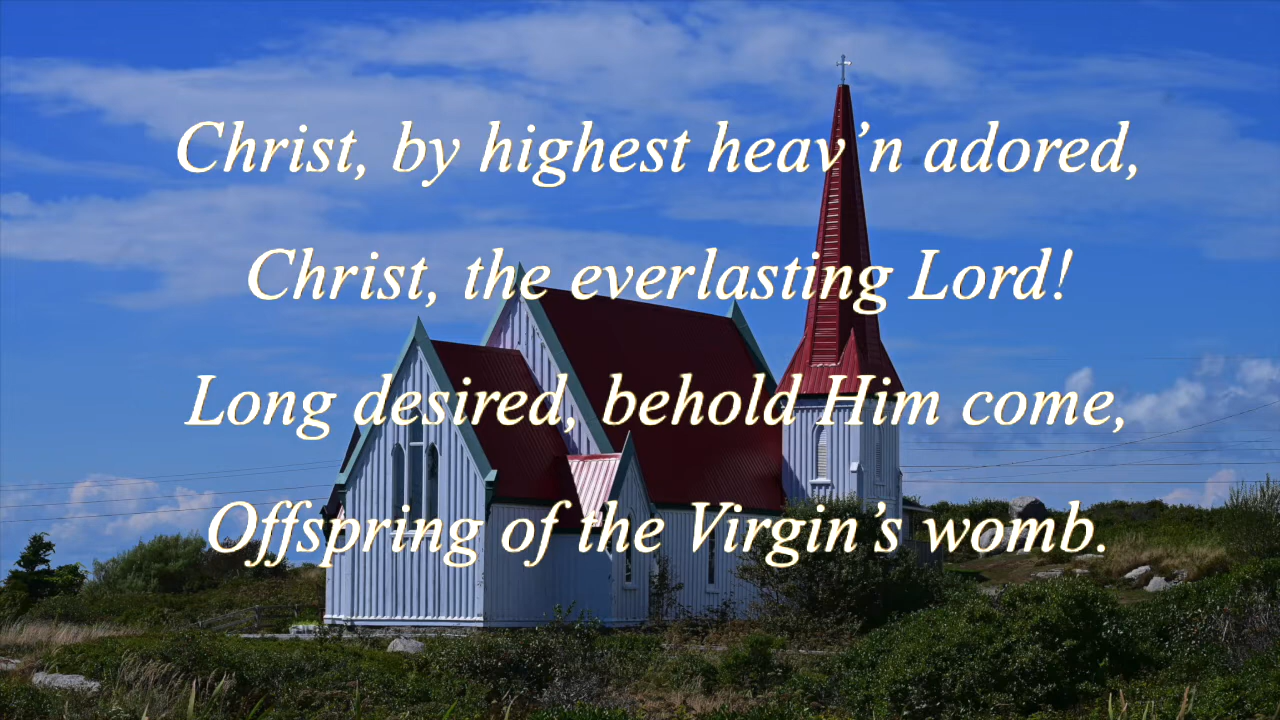 Christ, by highest heav’n adored,
Christ, the everlasting Lord!
Long desired, behold Him come,
Offspring of the Virgin’s womb.